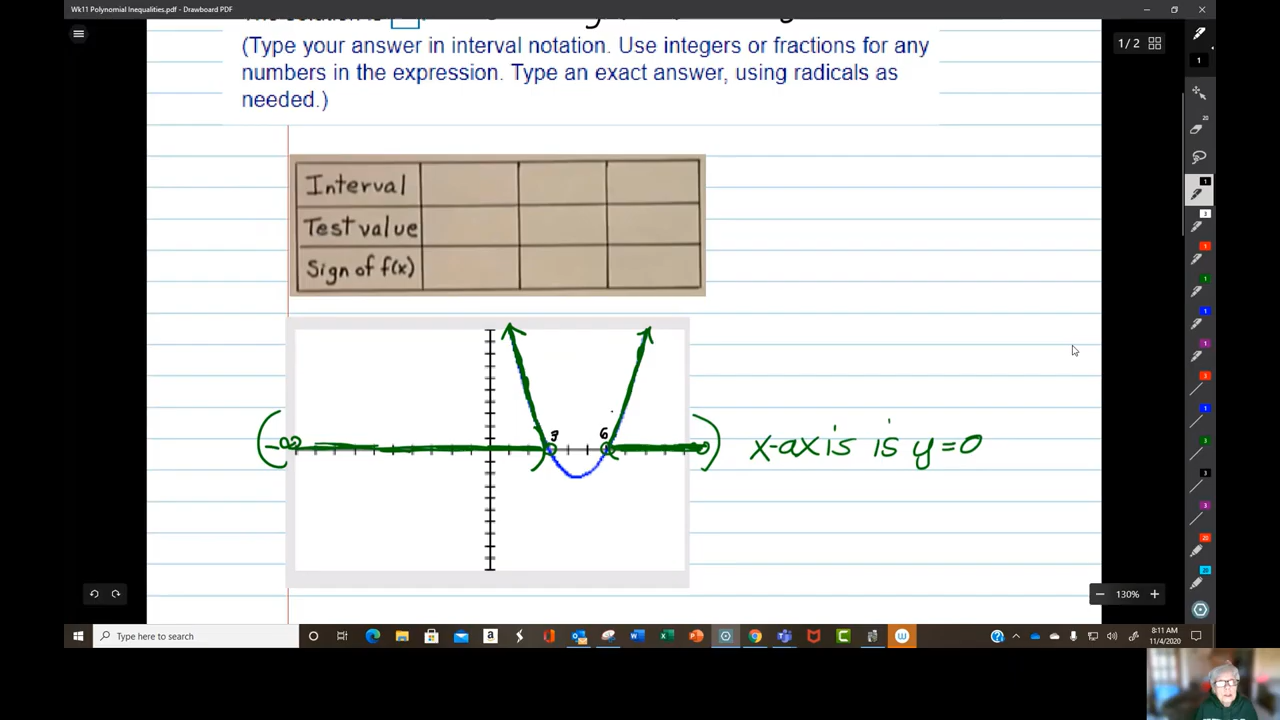 Wk11 Polynomial Inequalities.pdf - Drawboard PDF
(Type your answer in interval notation. Use integers or fractions for any
numbers in the expression. Type an exact answer, using radicals as
needed.)
1/2
Interval
Test value
Sign of f(x)
3 6
(-∞ ) ( ) x-axis is y=0
130%
Type here to search
8:11 AM
11/4/2020